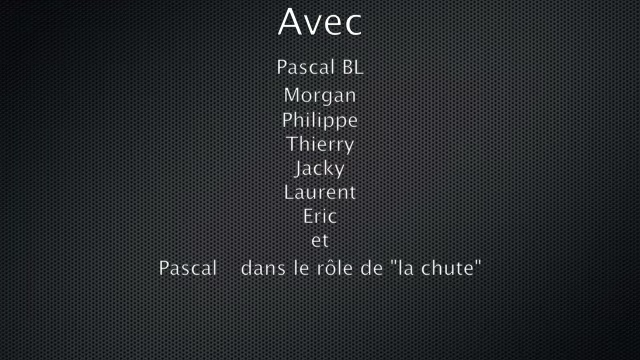 Avec
Pascal BL
Morgan
Philippe
Thierry
Jacky
Laurent
Eric
et
Pascal dans le rôle de "la chute"